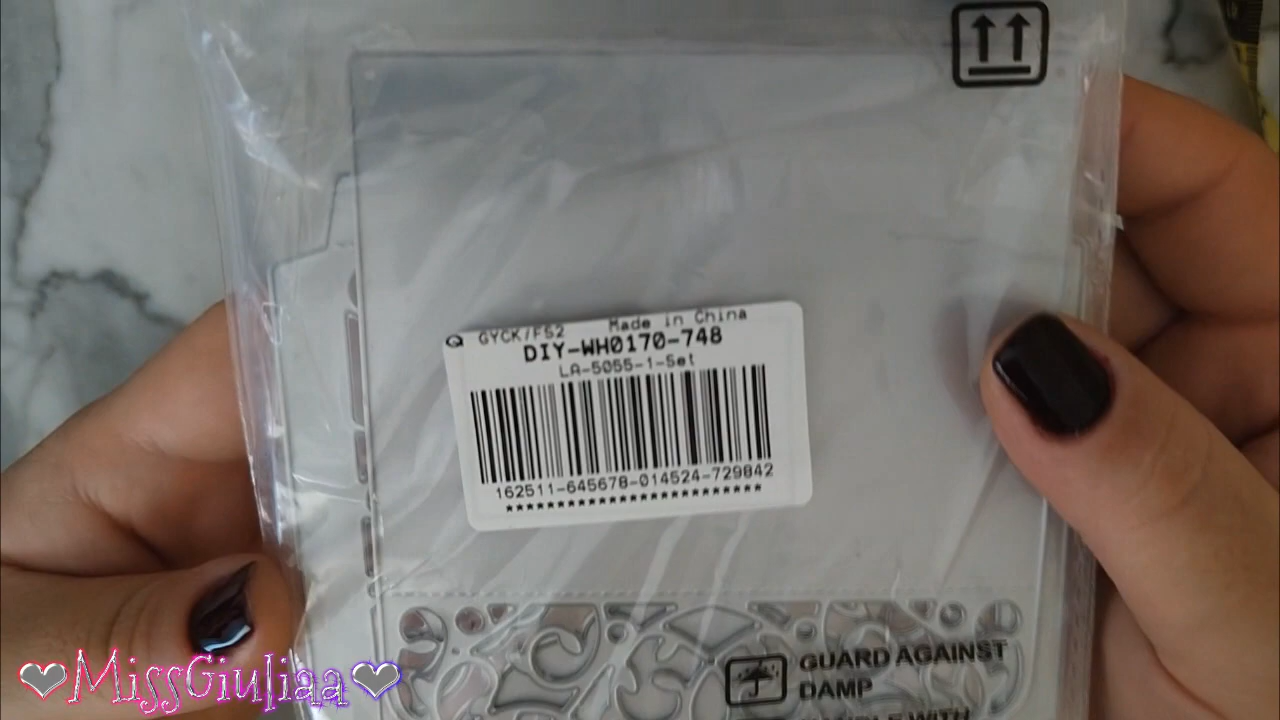 GYCK/FS2 Made in China
DIY-WH0170-748
LA-5055-1-Set
162511-645678-014524-729842
***********************
GUARD AGAINST
DAMP
WITH
MissGiuliaa